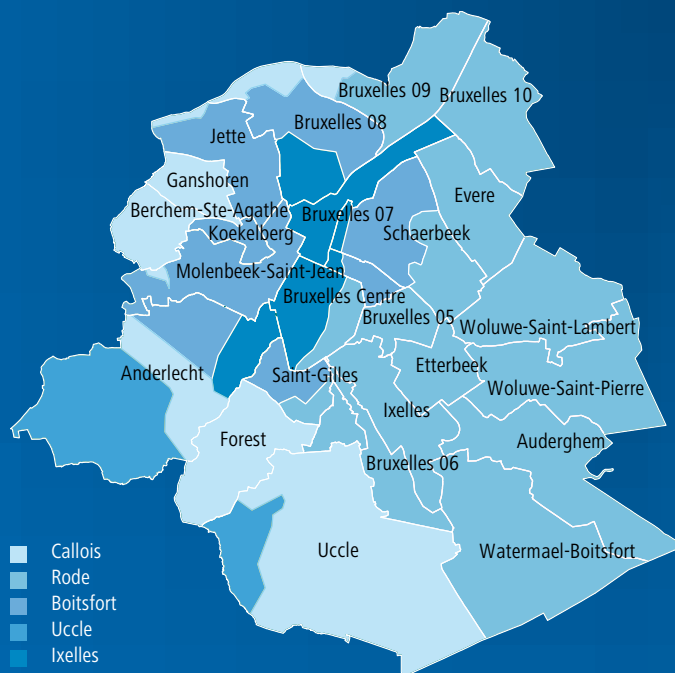 Bruxelles 09
Bruxelles 10
Bruxelles 08
Jette
Ganshoren
Evere
Berchem-Ste-Agathe
Bruxelles 07
Koekelberg
Schaerbeek
Molenbeek-Saint-Jean
Bruxelles Centre
Bruxelles 05
Woluwe-Saint-Lambert
Anderlecht
Saint-Gilles
Etterbeek
Woluwe-Saint-Pierre
Ixelles
Forest
Auderghem
Bruxelles 06
Uccle
Watermael-Boitsfort
Callois
Rode
Boitsfort
Uccle
Ixelles